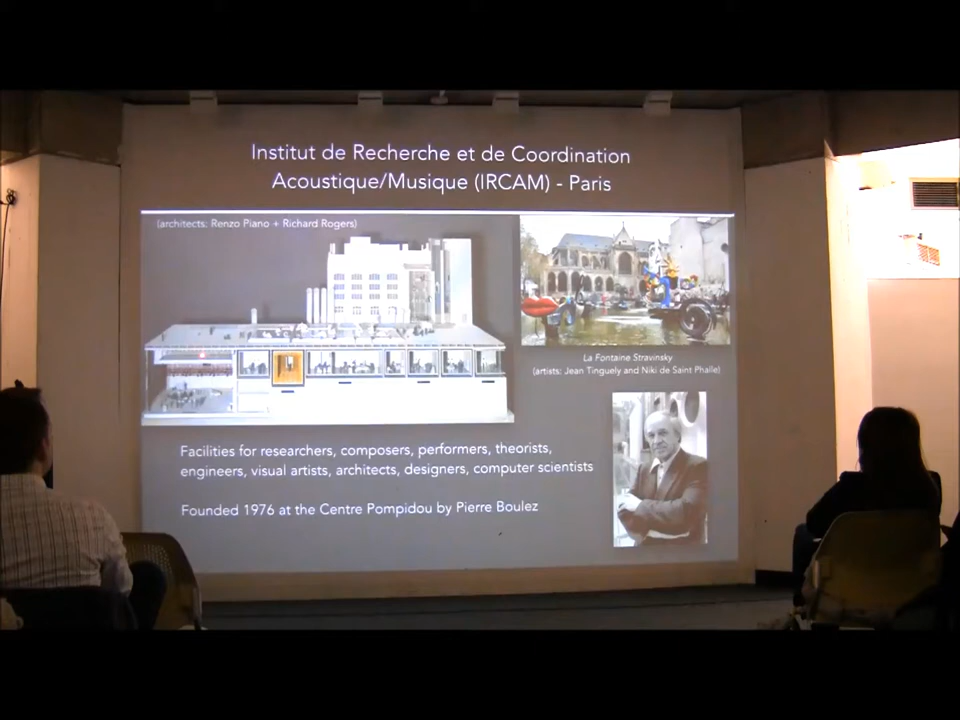 Institut de Recherche et de Coordination
Acoustique/Musique (IRCAM) - Paris
(architects: Renzo Piano + Richard Rogers)
La Fontaine Stravinsky
(artists: Jean Tinguely and Niki de Saint Phalle)
Facilities for researchers, composers, performers, theorists,
engineers, visual artists, architects, designers, computer scientists
Founded 1976 at the Centre Pompidou by Pierre Boulez